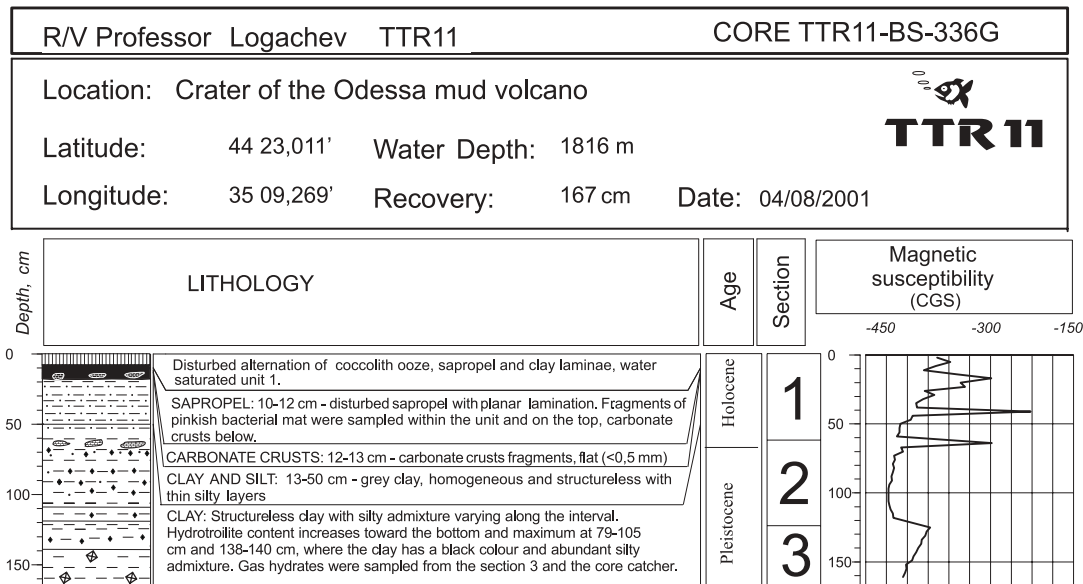 R/V Professor Logachev TTR11 CORE TTR11-BS-336G
Location: Crater of the Odessa mud volcano
TTR 11
Latitude: 44 23,011' Water Depth: 1816 m
Longitude: 35 09,269' Recovery: 167 cm Date: 04/08/2001
Depth, cm
LITHOLOGY
Age
Section
Magnetic
susceptibility
(CGS)
-450 -300 -150
0
50
100
150
Disturbed alternation of coccolith ooze, sapropel and clay laminae, water
saturated unit 1.
SAPROPEL: 10-12 cm - disturbed sapropel with planar lamination. Fragments of
pinkish bacterial mat were sampled within the unit and on the top, carbonate
crusts below.
CARBONATE CRUSTS: 12-13 cm - carbonate crusts fragments, flat (<0,5 mm)
CLAY AND SILT: 13-50 cm - grey clay, homogeneous and structureless with
thin silty layers
CLAY: Structureless clay with silty admixture varying along the interval.
Hydrotroilite content increases toward the bottom and maximum at 79-105
cm and 138-140 cm, where the clay has a black colour and abundant silty
admixture. Gas hydrates were sampled from the section 3 and the core catcher.
Holocene
Pleistocene
1
2
3
0
50
100
150